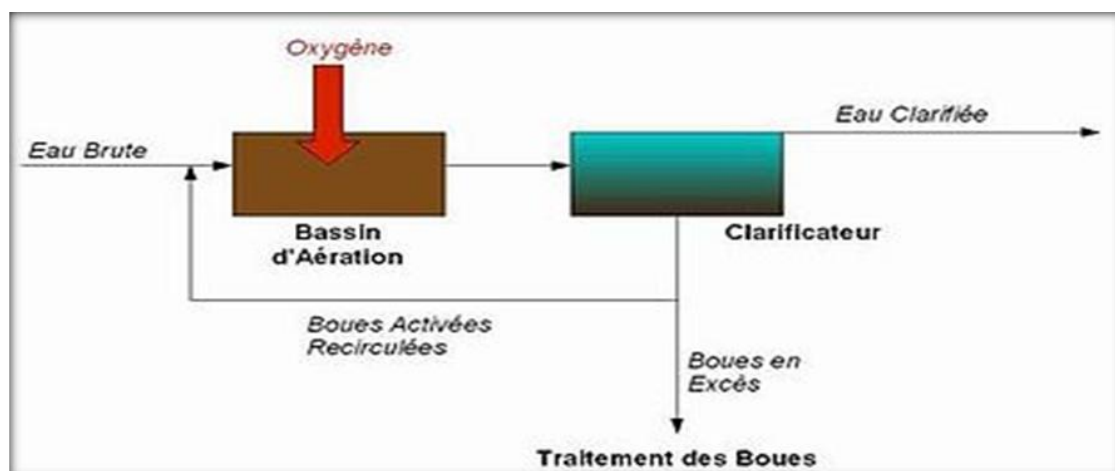 Oxygène
Eau Brute
Eau Clarifiée
Bassin
d'Aération
Clarificateur
Boues Activées
Recirculées
Boues en
Excès
Traitement des Boues